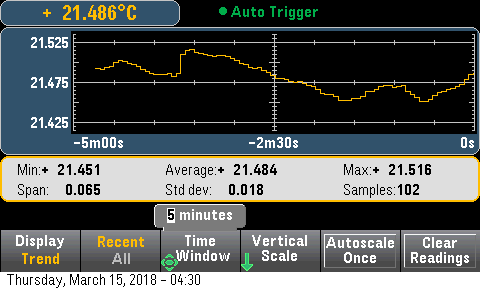 + 21.486°C
Auto Trigger
21.525
21.475
21.425
-5m00s -2m30s 0s
Min:+ 21.451 Average:+ 21.484 Max:+ 21.516
Span: 0.065 Std dev: 0.018 Samples:102
5 minutes
Display Recent Time Vertical Autoscale Clear
Trend All Window Scale Once Readings
Thursday, March 15, 2018 - 04:30